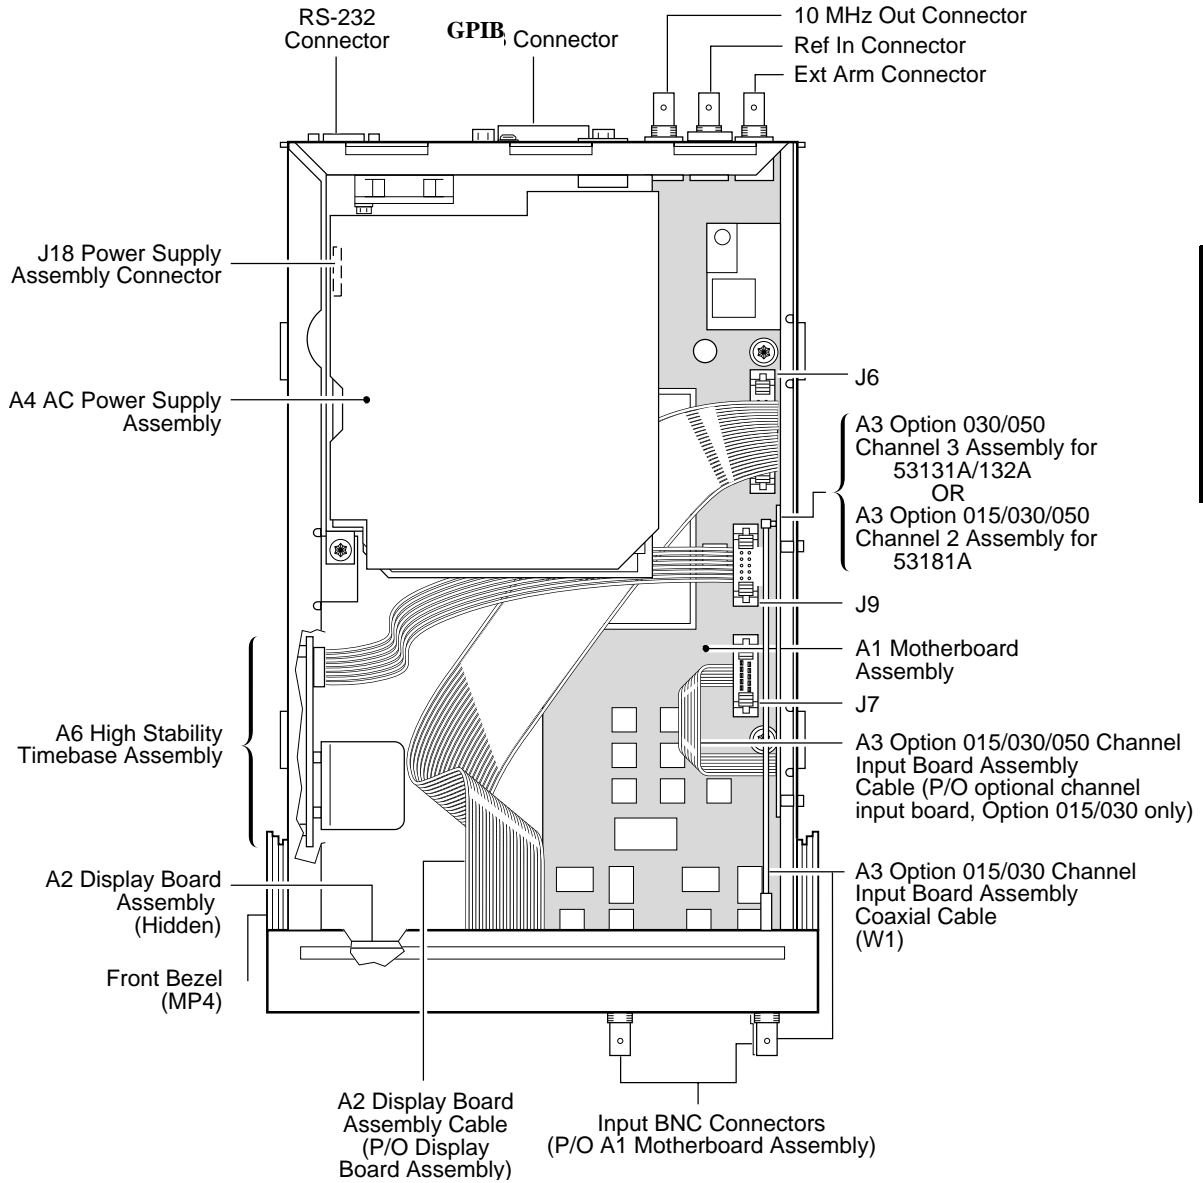 RS-232
Connector
GPIB Connector
10 MHz Out Connector
Ref In Connector
Ext Arm Connector
J18 Power Supply
Assembly Connector
A4 AC Power Supply
Assembly
J6
A3 Option 030/050
Channel 3 Assembly for
53131A/132A
OR
A3 Option 015/030/050
Channel 2 Assembly for
53181A
J9
A1 Motherboard
Assembly
J7
A6 High Stability
Timebase Assembly
A3 Option 015/030/050 Channel
Input Board Assembly
Cable (P/O optional channel
input board, Option 015/030 only)
A2 Display Board
Assembly
(Hidden)
A3 Option 015/030 Channel
Input Board Assembly
Coaxial Cable
(W1)
Front Bezel
(MP4)
A2 Display Board
Assembly Cable
(P/O Display
Board Assembly)
Input BNC Connectors
(P/O A1 Motherboard Assembly)